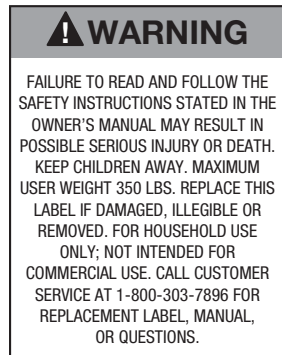 WARNING
FAILURE TO READ AND FOLLOW THE
SAFETY INSTRUCTIONS STATED IN THE
OWNER'S MANUAL MAY RESULT IN
POSSIBLE SERIOUS INJURY OR DEATH.
KEEP CHILDREN AWAY. MAXIMUM
USER WEIGHT 350 LBS. REPLACE THIS
LABEL IF DAMAGED, ILLEGIBLE OR
REMOVED. FOR HOUSEHOLD USE
ONLY; NOT INTENDED FOR
COMMERCIAL USE. CALL CUSTOMER
SERVICE AT 1-800-303-7896 FOR
REPLACEMENT LABEL, MANUAL,
OR QUESTIONS.